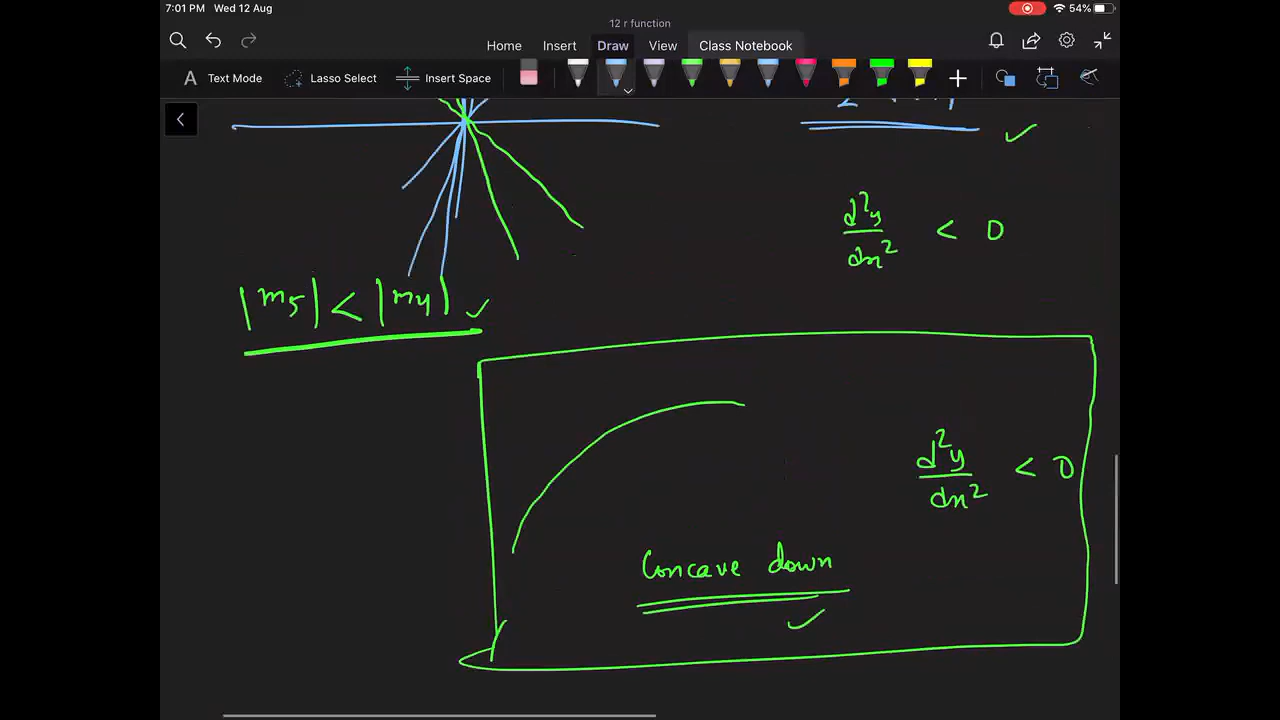 7:01 PM Wed 12 Aug
54%
12 r function
Home Insert Draw View Class Notebook
A Text Mode Lasso Select Insert Space
d²y/dx² < 0
|m5| < |m4|
d²y/dx² < 0
Concave down